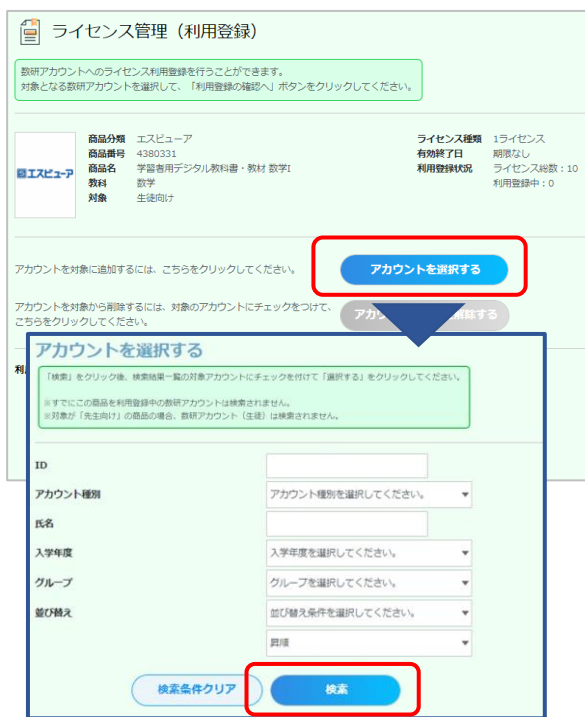 ライセンス管理（利用登録）
数研アカウントへのライセンス利用登録を行うことができます。
対象となる数研アカウントを選択して、「利用登録の確認へ」ボタンをクリックしてください。
エスビューア
商品分類 エスビューア
商品番号 4380331
商品名 学習者用デジタル教科書・教材 数学I
教科 数学
対象 生徒向け
ライセンス種類 1ライセンス
有効終了日 期限なし
利用登録状況 ライセンス総数：10
利用登録中：0
アカウントを対象に追加するには、こちらをクリックしてください。
アカウントを選択する
アカウントを対象から削除するには、対象のアカウントにチェックをつけて、
こちらをクリックしてください。
アカ
除する
利
アカウントを選択する
「検索」をクリック後、検索結果一覧の対象アカウントにチェックを付けて「選択する」をクリックしてください。
※すでにこの商品を利用登録中の数研アカウントは検索されません。
※対象が「先生向け」の商品の場合、数研アカウント（生徒）は検索されません。
ID
アカウント種別 アカウント種別を選択してください。
氏名
入学年度 入学年度を選択してください。
グループ グループを選択してください。
並び替え 並び替え条件を選択してください。
昇順
検索条件クリア 検索